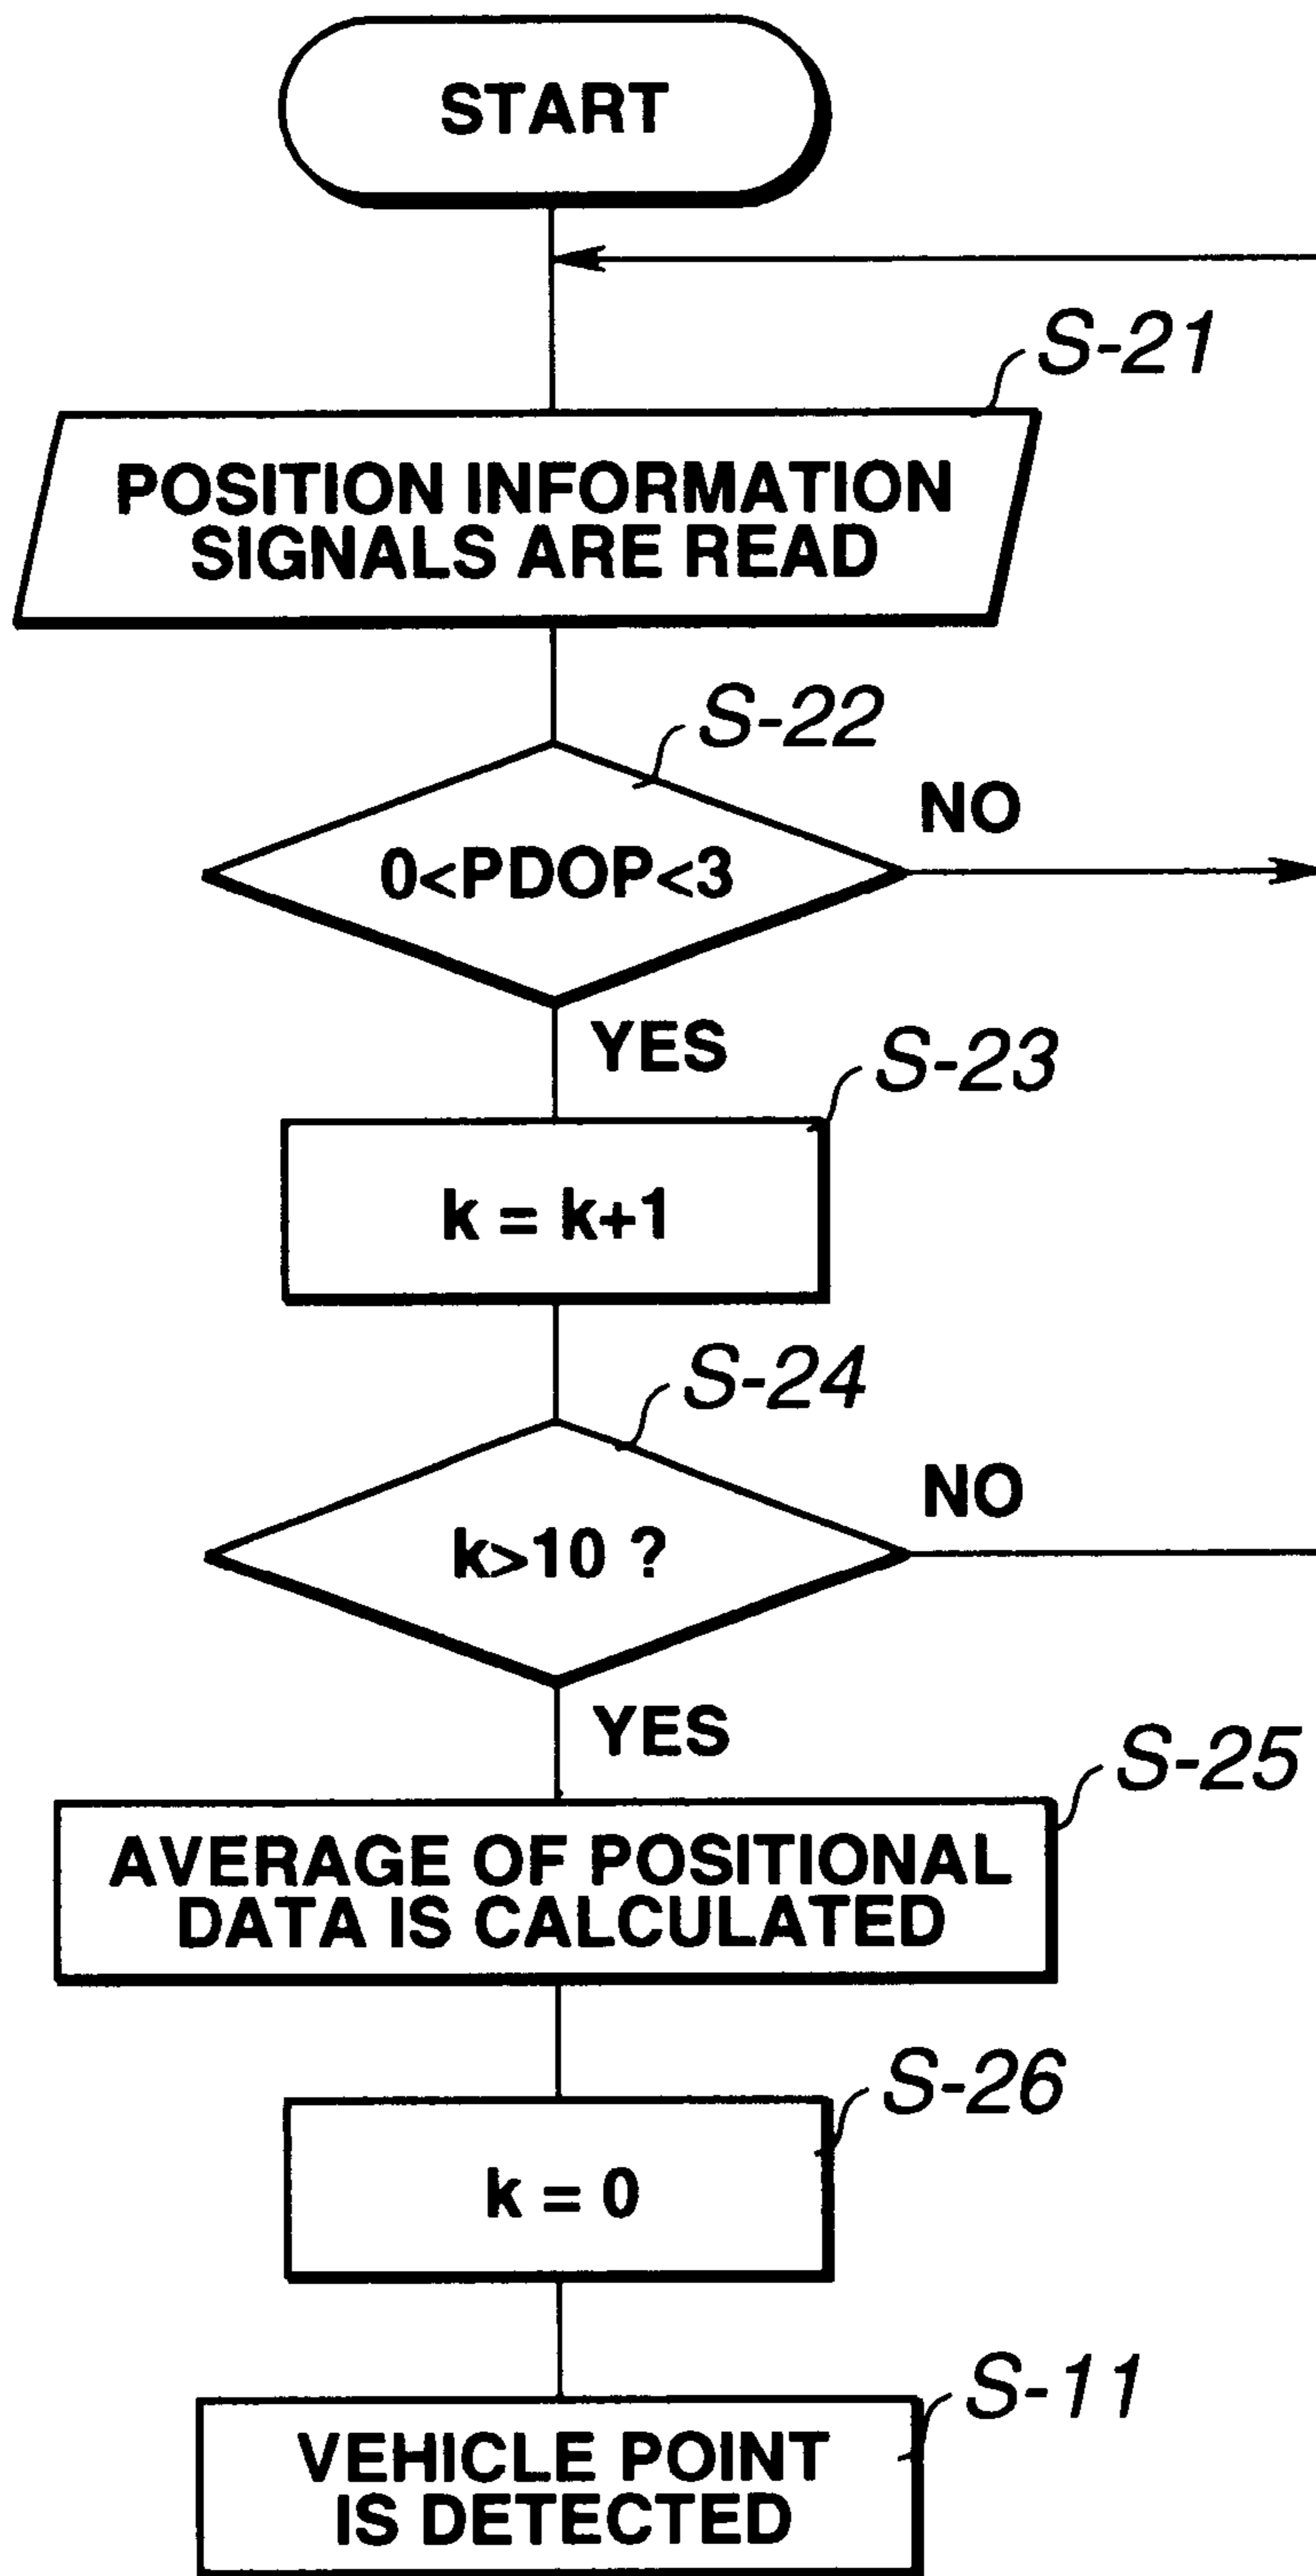 START
S-21
POSITION INFORMATION
SIGNALS ARE READ
S-22
0<PDOP<3
NO
YES
S-23
k = k+1
S-24
k>10 ?
NO
YES
S-25
AVERAGE OF POSITIONAL
DATA IS CALCULATED
S-26
k = 0
S-11
VEHICLE POINT
IS DETECTED